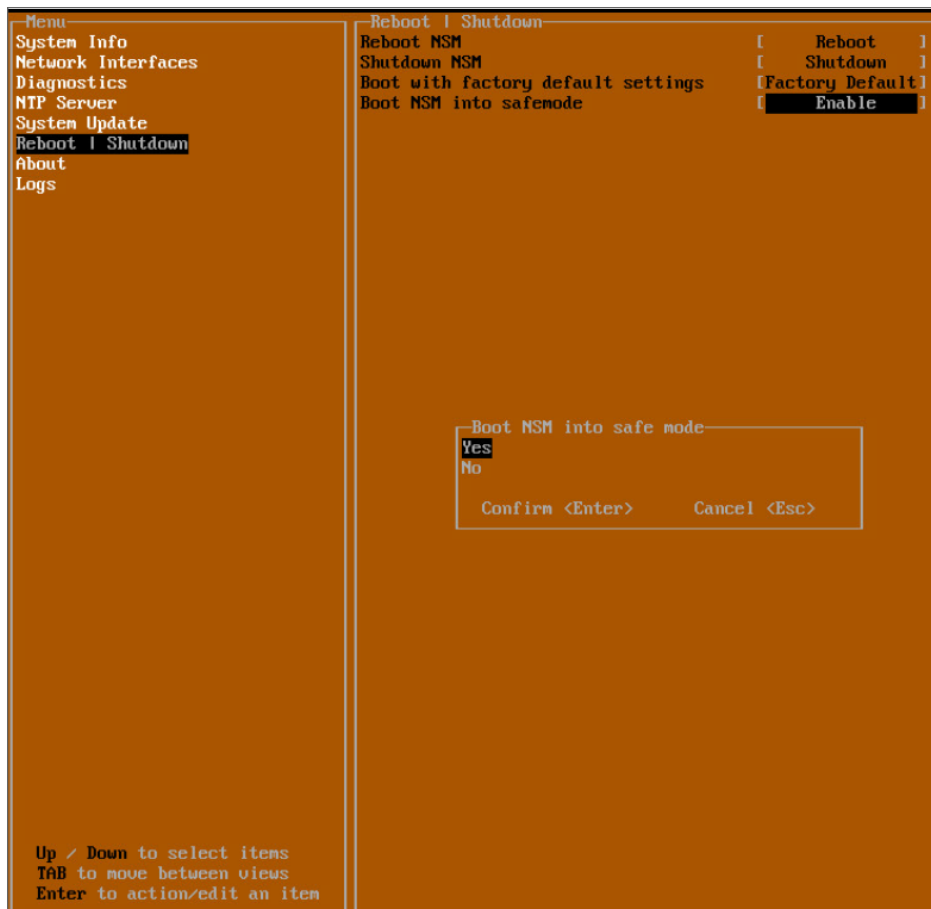 Menu
System Info
Network Interfaces
Diagnostics
NTP Server
System Update
Reboot | Shutdown
About
Logs
Reboot | Shutdown
Reboot NSM [ Reboot ]
Shutdown NSM [ Shutdown ]
Boot with factory default settings [Factory Default]
Boot NSM into safemode [ Enable ]
Boot NSM into safe mode
Yes
No
Confirm <Enter> Cancel <Esc>
Up / Down to select items
TAB to move between views
Enter to action/edit an item